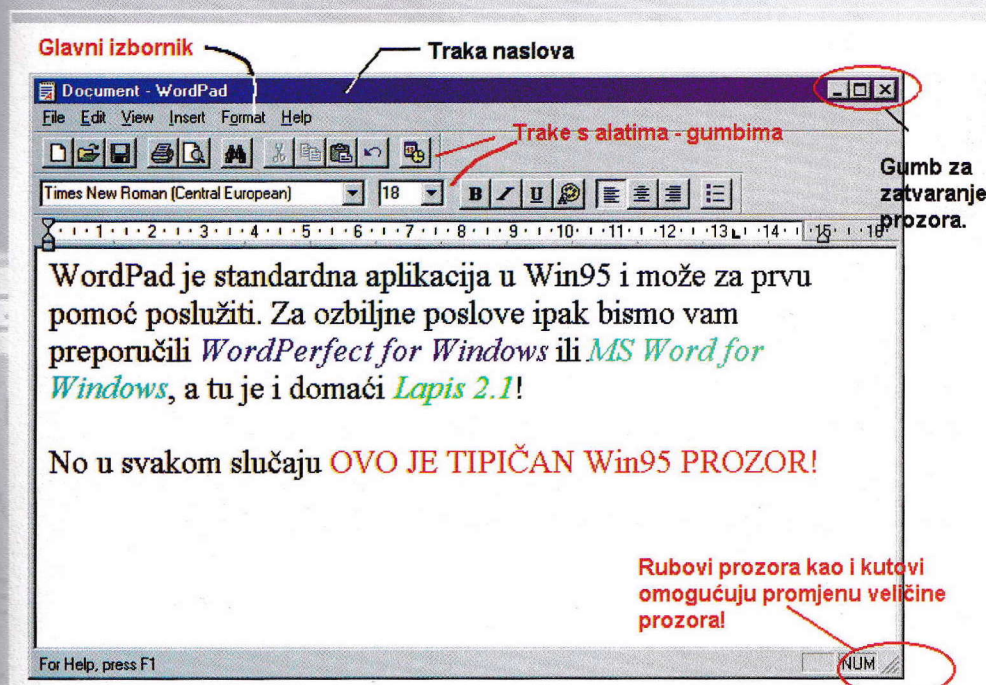 Glavni izbornik
Traka naslova
Document - WordPad
File Edit View Insert Format Help
Trake s alatima - gumbima
Gumb za
zatvaranje
prozora.
Times New Roman (Central European) 18 B I U
1 2 3 4 5 6 7 8 9 10 11 12 13 14 15 16
WordPad je standardna aplikacija u Win95 i može za prvu
pomoć poslužiti. Za ozbiljne poslove ipak bismo vam
preporučili WordPerfect for Windows ili MS Word for
Windows, a tu je i domaći Lapis 2.1!
No u svakom slučaju OVO JE TIPIČAN Win95 PROZOR!
Rubovi prozora kao i kutovi
omogućuju promjenu veličine
prozora!
For Help, press F1
NUM